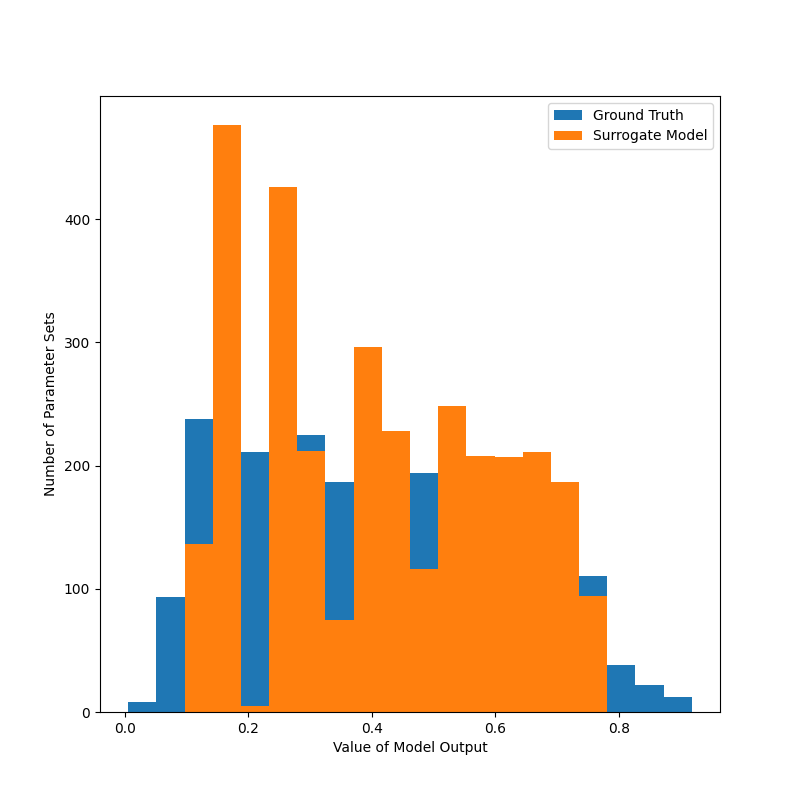 Ground Truth
Surrogate Model
400
300
200
100
0
Number of Parameter Sets
0.0 0.2 0.4 0.6 0.8
Value of Model Output